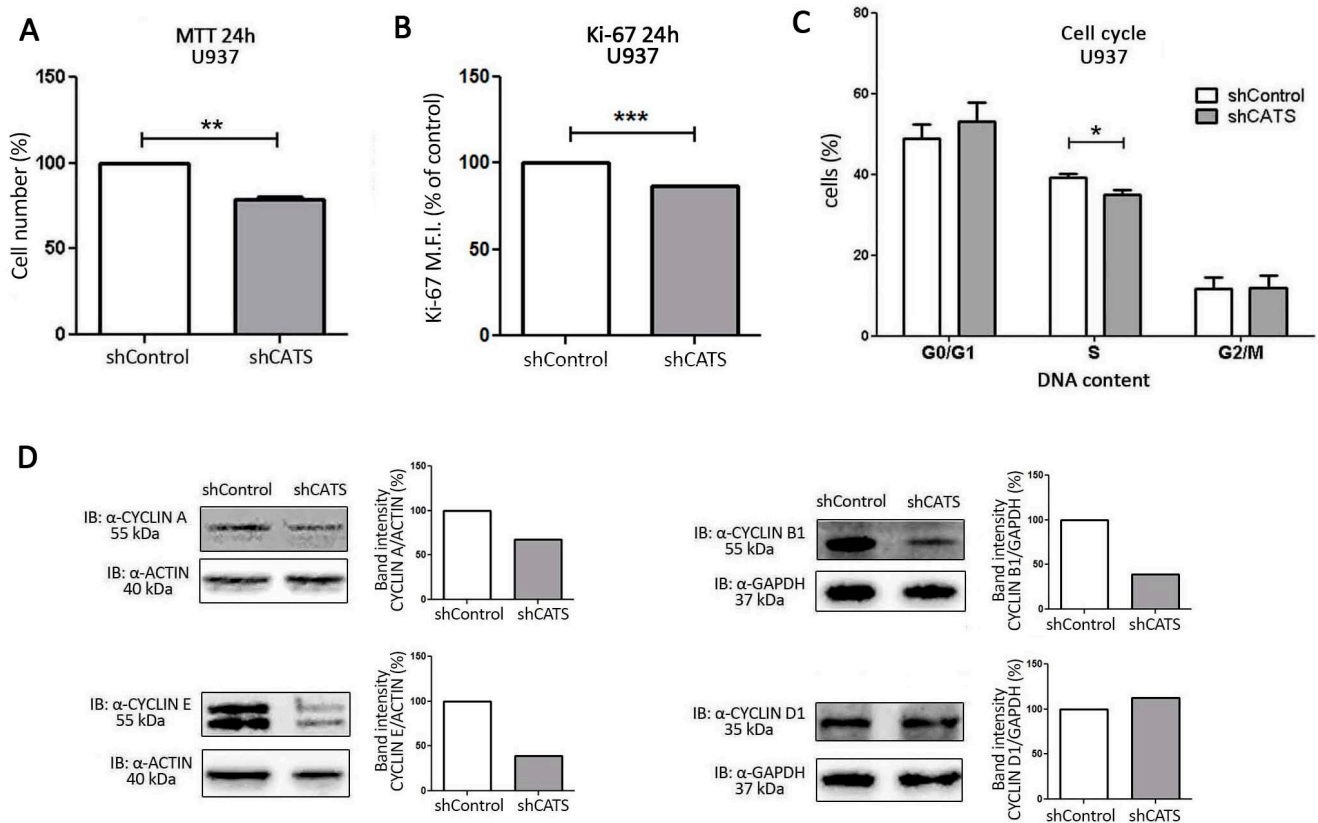 A
MTT 24h
U937
Cell number (%)
150
100
50
0
**
shControl
shCATS
B
Ki-67 24h
U937
Ki-67 M.F.I. (% of control)
150
100
50
0
***
shControl
shCATS
C
Cell cycle
U937
cells (%)
80
60
40
20
0
shControl
shCATS
*
G0/G1
S
G2/M
DNA content
D
shControl shCATS
IB: α-CYCLIN A
55 kDa
IB: α-ACTIN
40 kDa
Band intensity
CYCLIN A/ACTIN (%)
150
100
50
0
shControl shCATS
shControl shCATS
IB: α-CYCLIN B1
55 kDa
IB: α-GAPDH
37 kDa
Band intensity
CYCLIN B1/GAPDH (%)
150
100
50
0
shControl shCATS
IB: α-CYCLIN E
55 kDa
IB: α-ACTIN
40 kDa
Band intensity
CYCLIN E/ACTIN (%)
150
100
50
0
shControl shCATS
IB: α-CYCLIN D1
35 kDa
IB: α-GAPDH
37 kDa
Band intensity
CYCLIN D1/GAPDH (%)
150
100
50
0
shControl shCATS